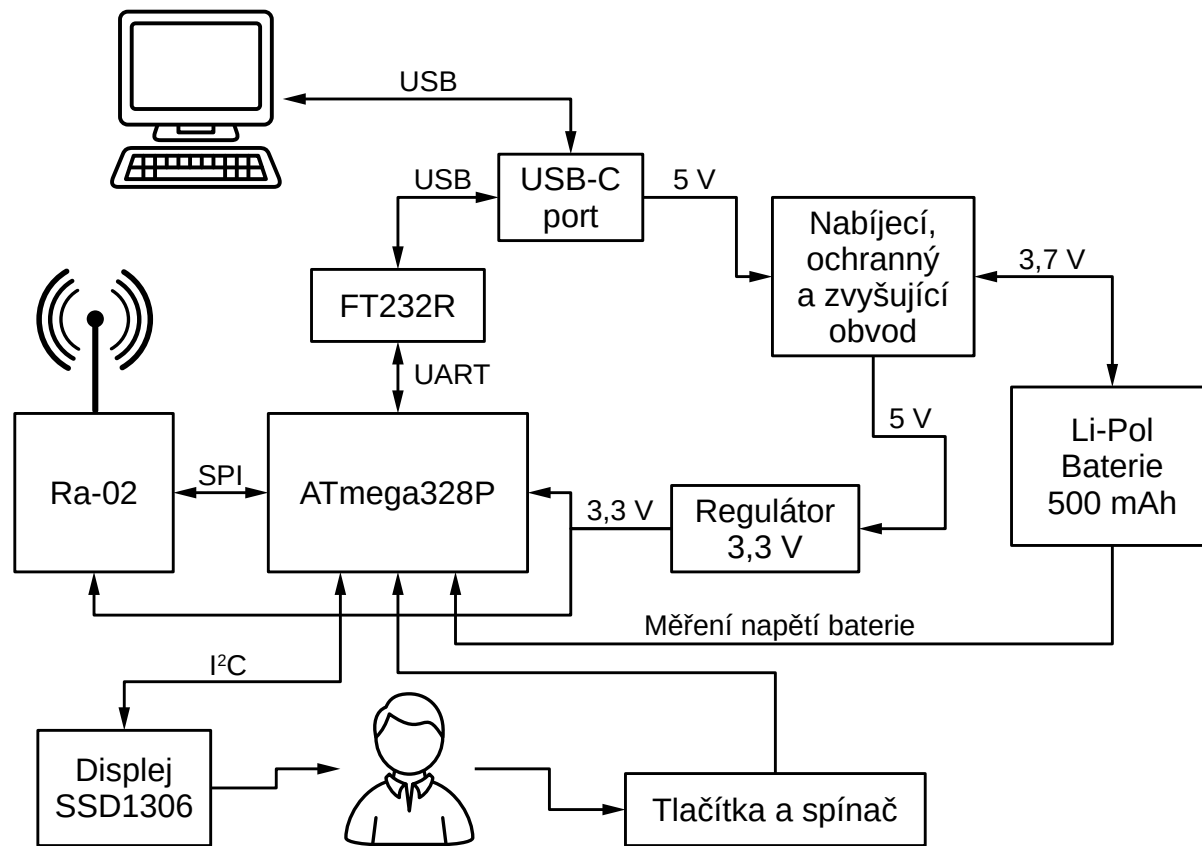 USB
USB
USB-C
port
5 V
Nabíjecí,
ochranný
a zvyšující
obvod
3,7 V
FT232R
UART
5 V
Li-Pol
Baterie
500 mAh
Ra-02
SPI
ATmega328P
3,3 V
Regulátor
3,3 V
Měření napětí baterie
I²C
Displej
SSD1306
Tlačítka a spínač